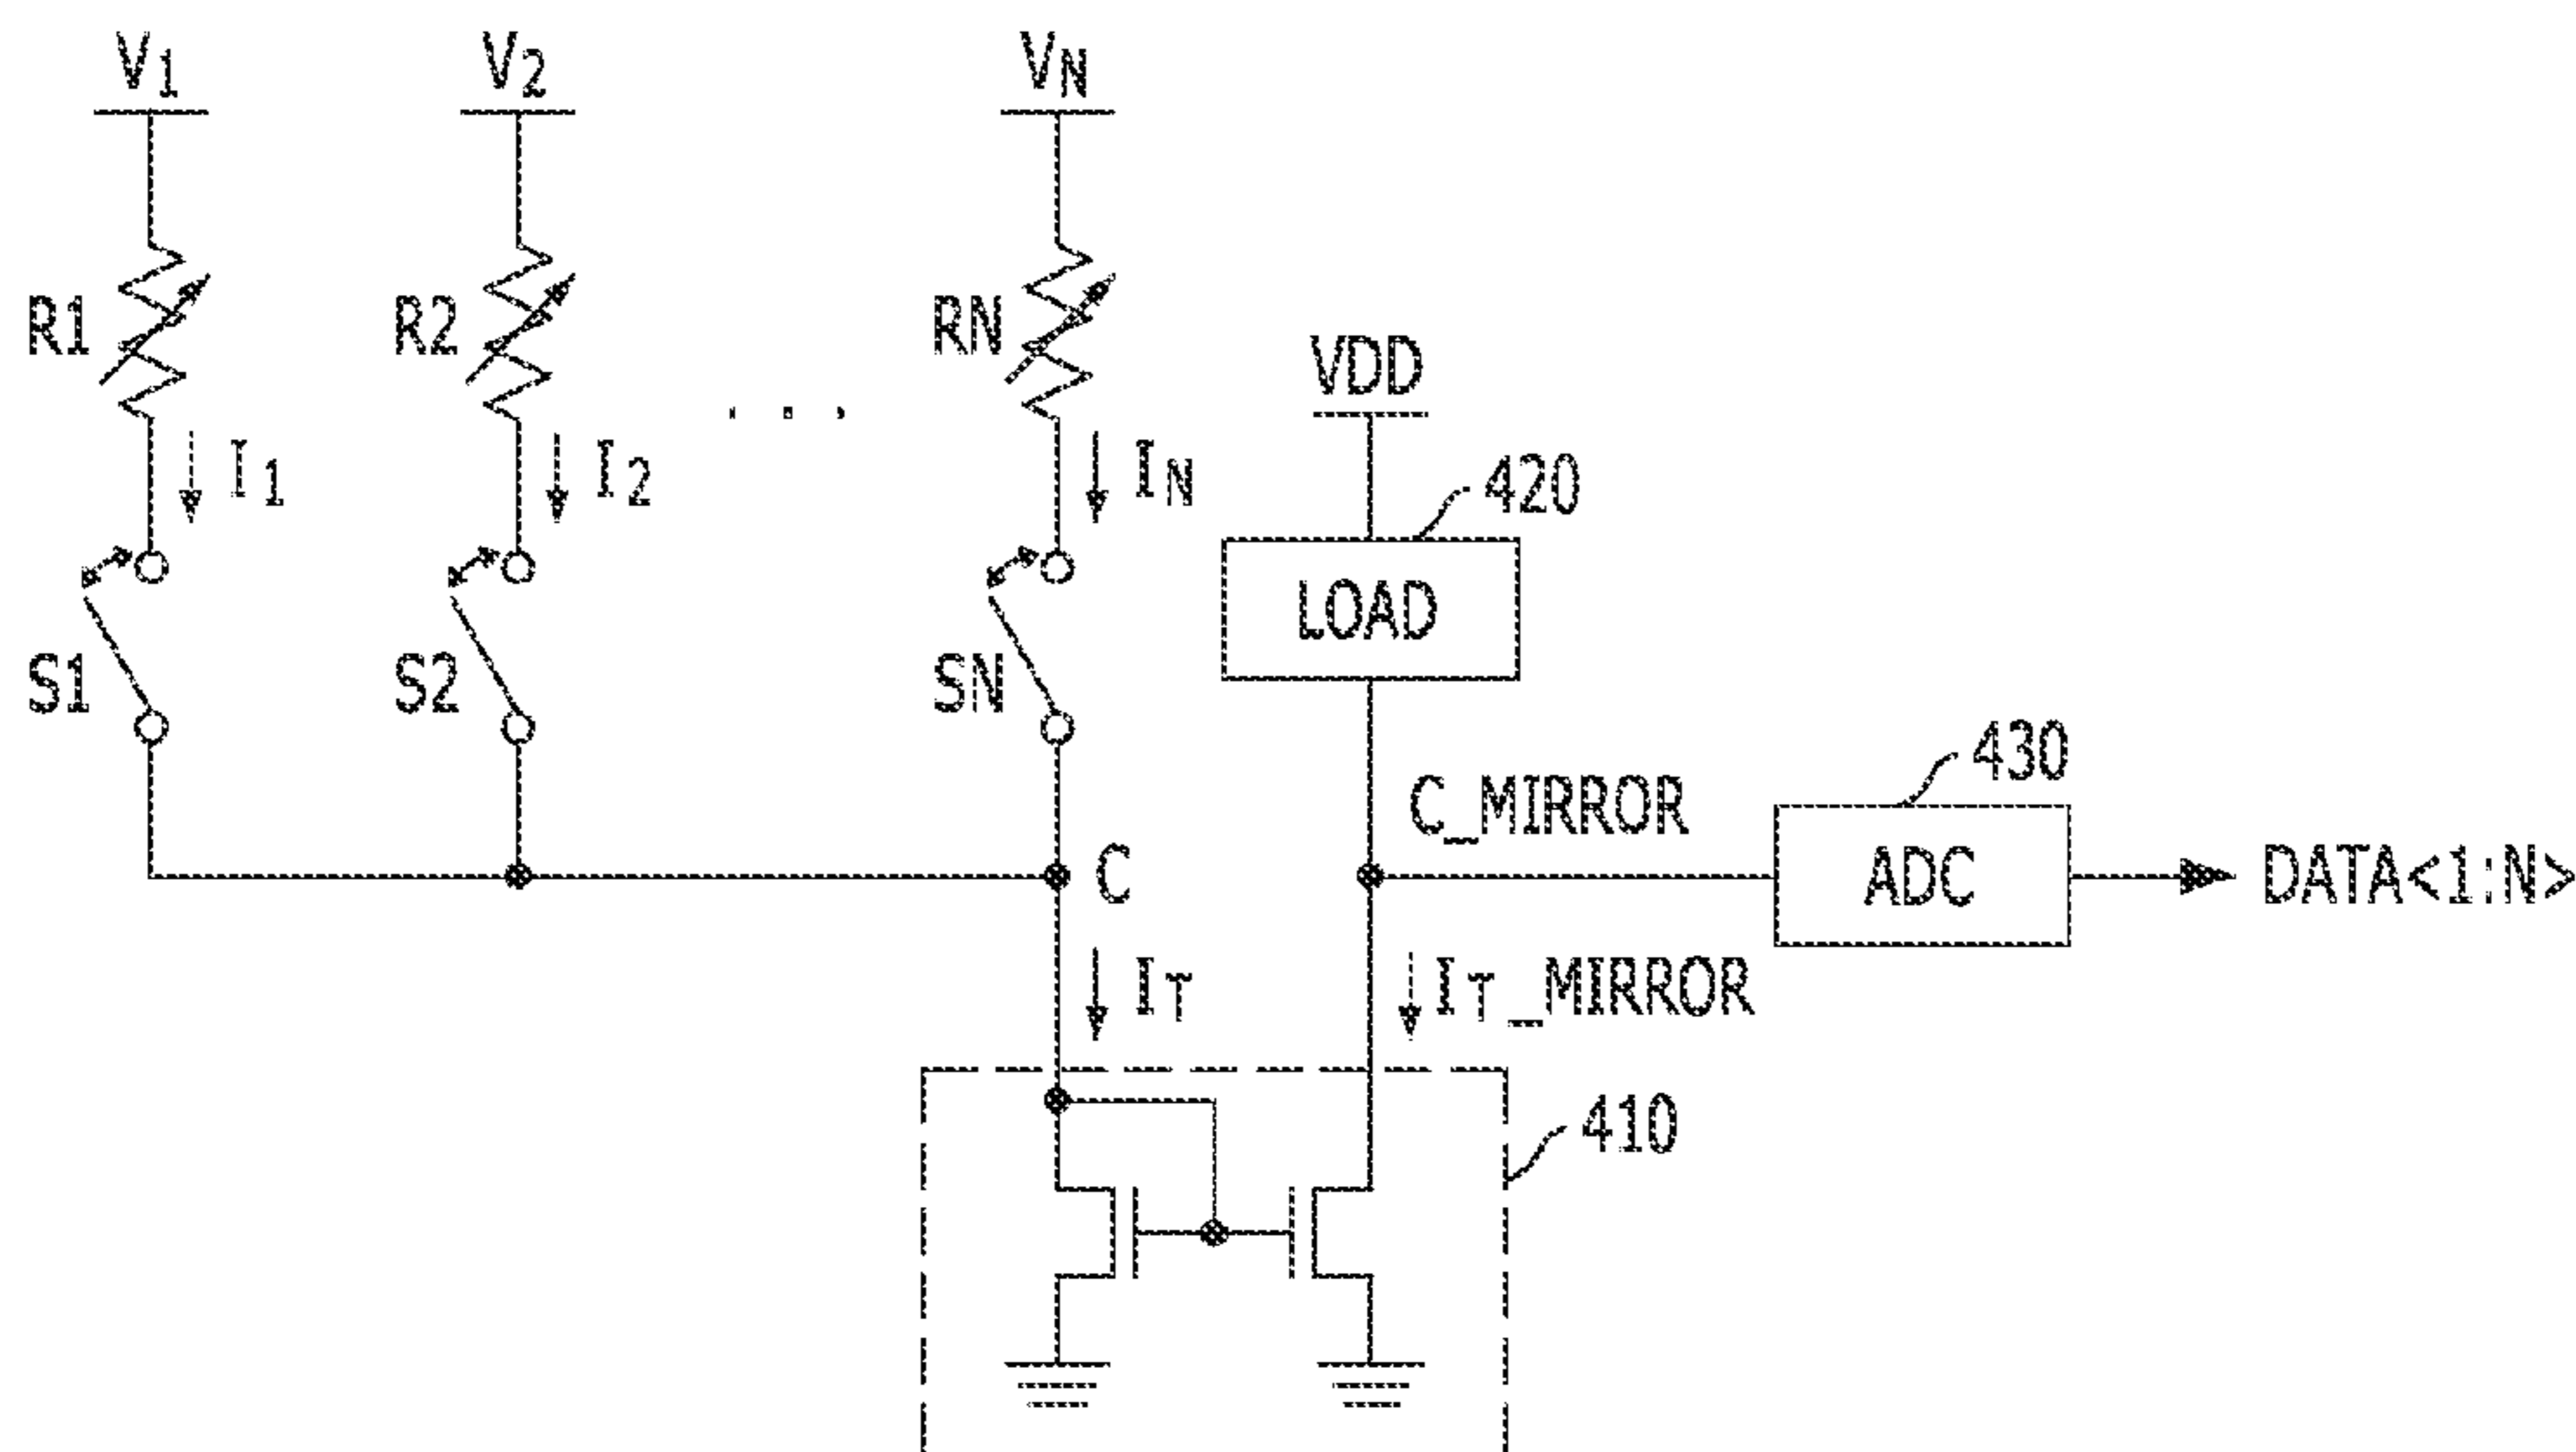 V1 V2 VN
R1 R2 RN
VDD
I1 I2 IN
420
LOAD
S1 S2 SN
430
C_MIRROR
C
ADC
DATA<1:N>
IT IT_MIRROR
410